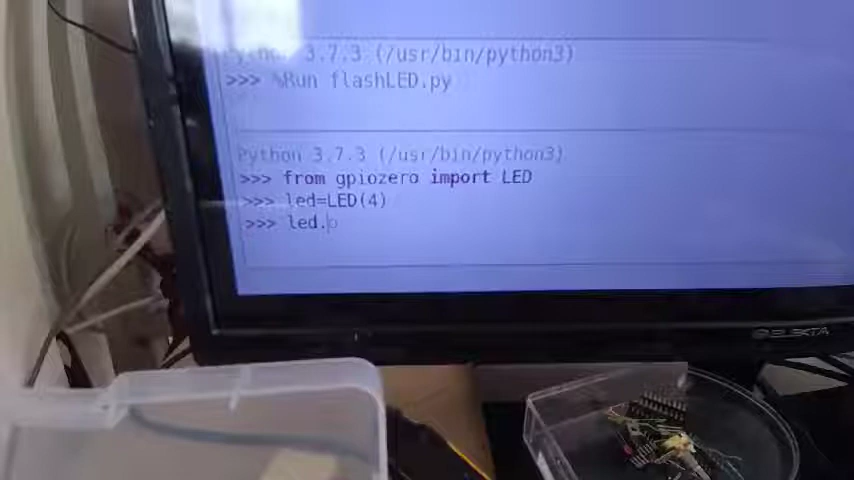 Python 3.7.3 (/usr/bin/python3)
>>> %Run flashLED.py
Python 3.7.3 (/usr/bin/python3)
>>> from gpiozero import LED
>>> led=LED(4)
>>> led.o
ELEKTA